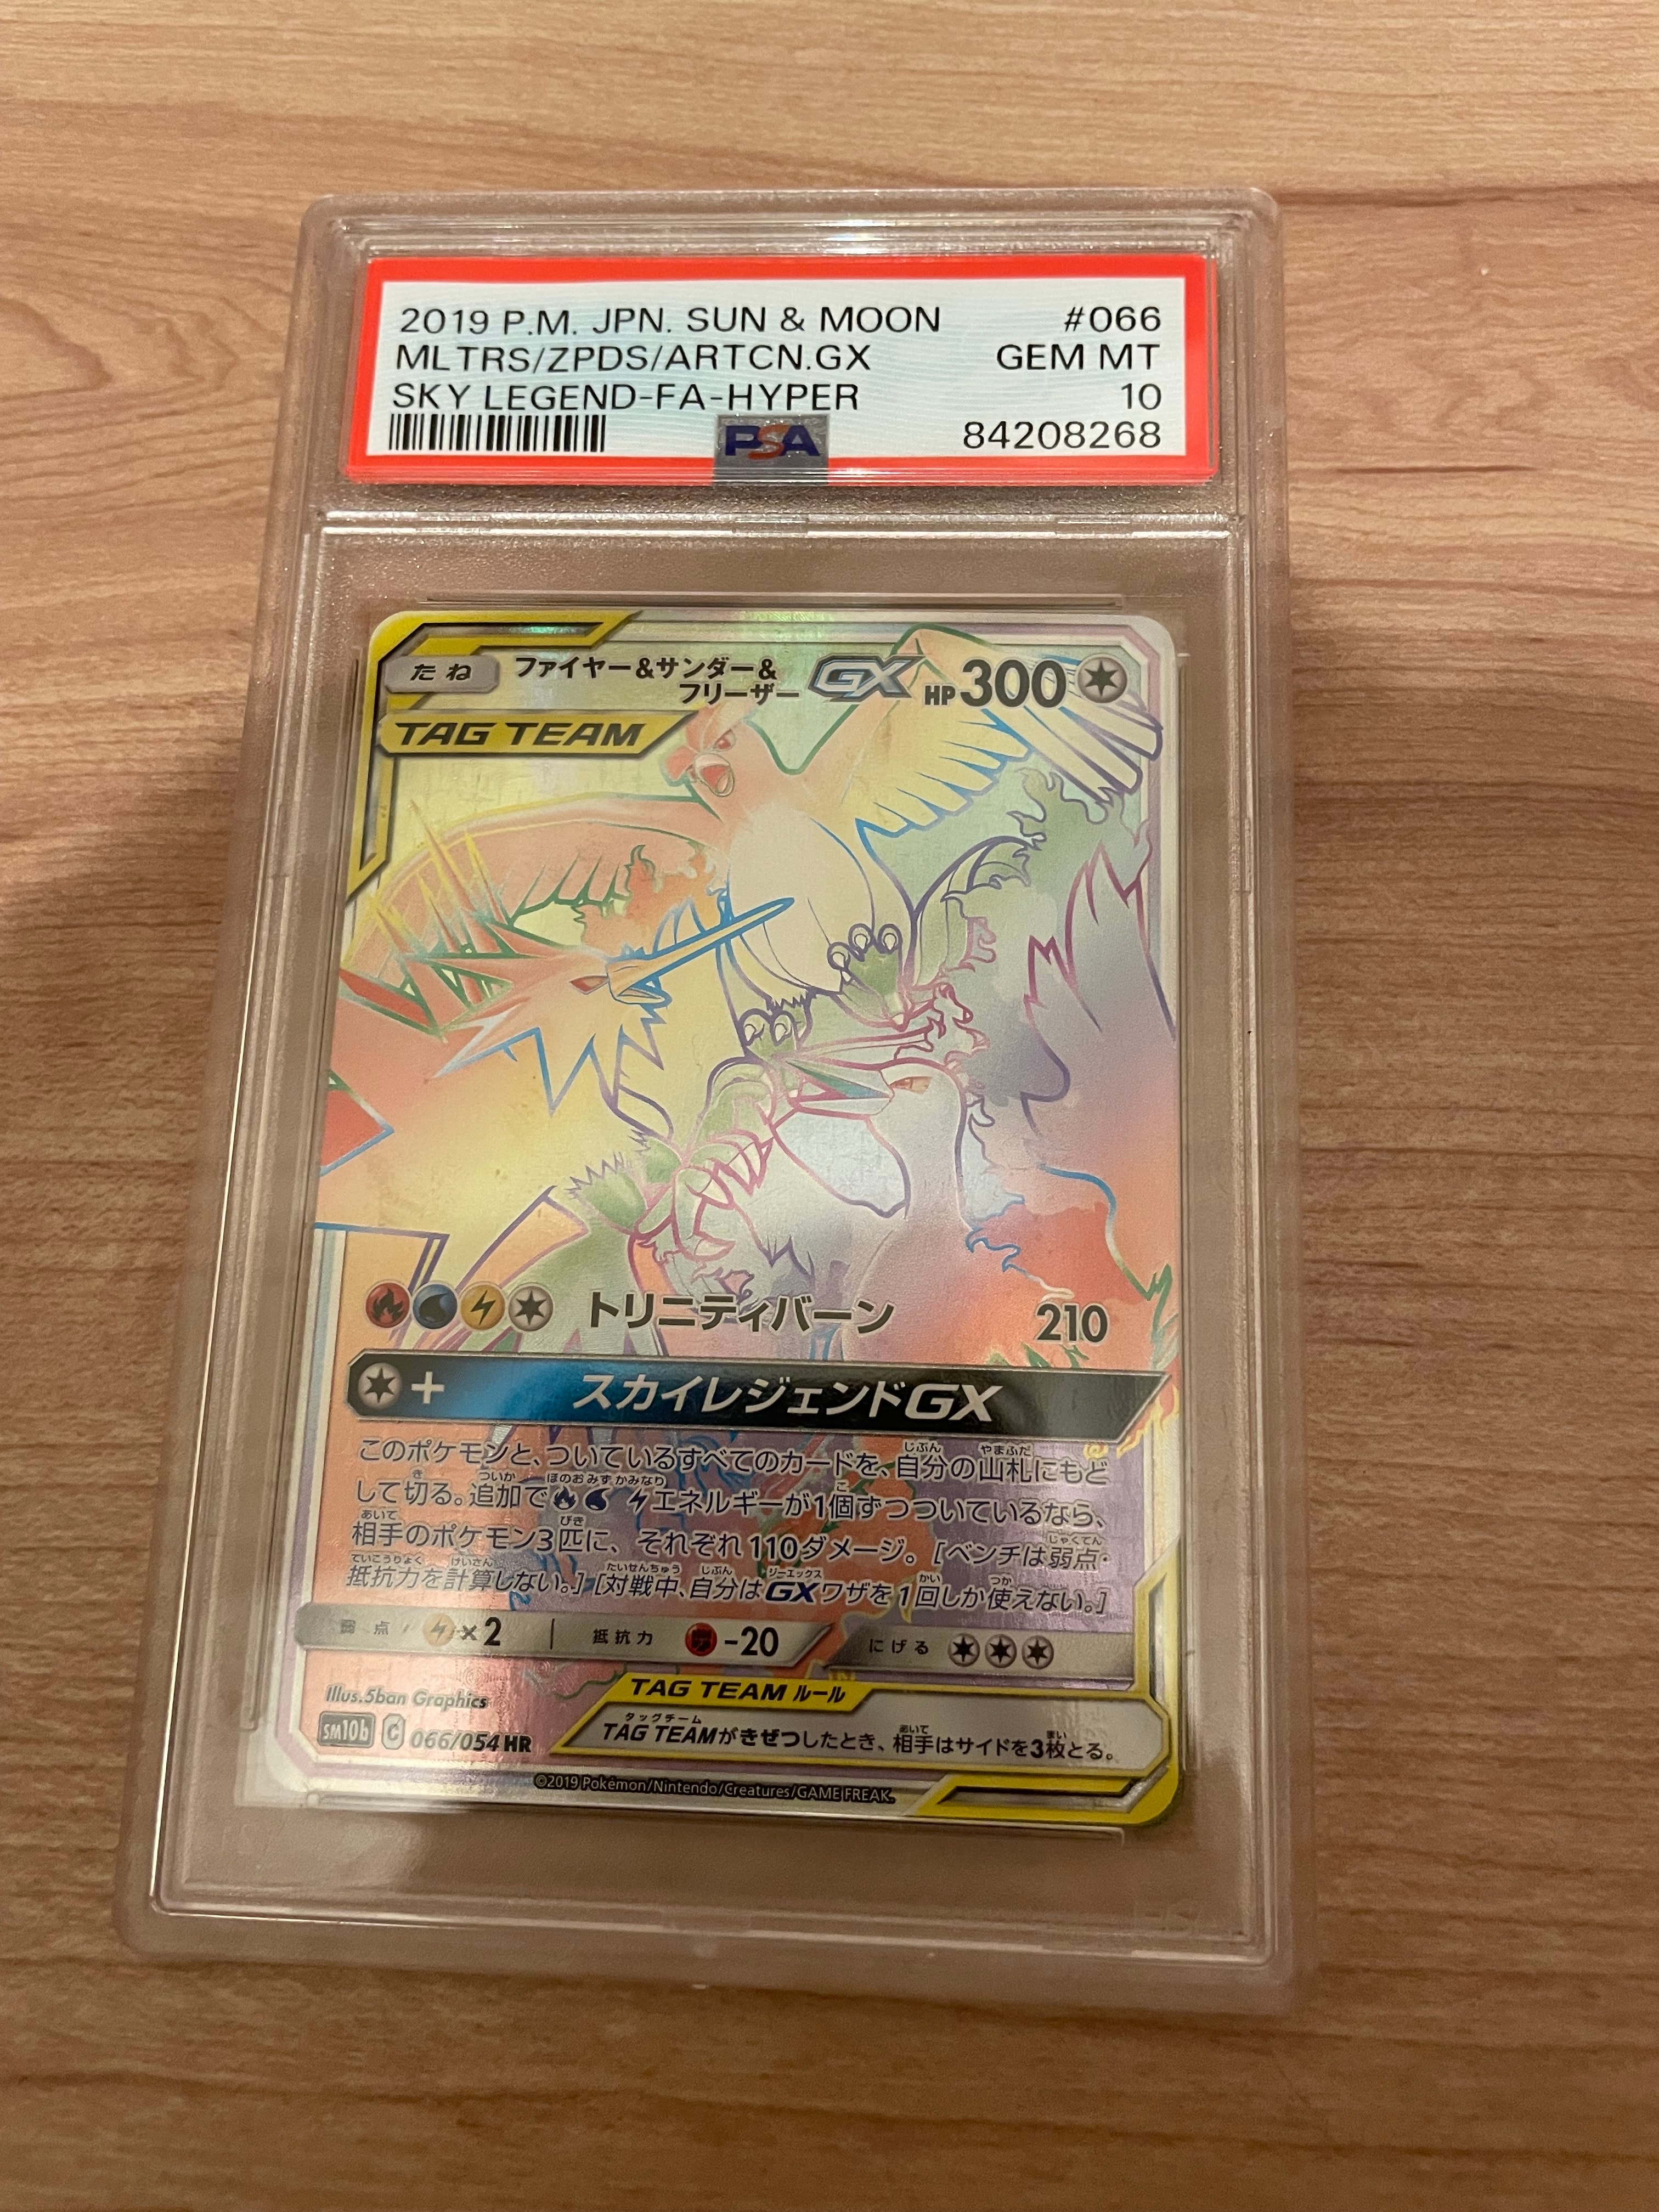 2019 P.M. JPN. SUN & MOON #066
MLTRS/ZPDS/ARTCN.GX GEM MT
SKY LEGEND-FA-HYPER 10
PSA 84208268
たね ファイヤー&サンダー& フリーザー GX HP 300
TAG TEAM
トリニティバーン 210
+ スカイレジェンドGX
このポケモンと、ついているすべてのカードを、自分の山札にもど
して切る。追加でエネルギーが1個ずつついているなら、
相手のポケモン3匹に、それぞれ110ダメージ。[ベンチは弱点・
抵抗力を計算しない。] [対戦中、自分はGXワザを1回しか使えない。]
弱点 ×2 抵抗力 -20 にげる
Illus.5ban Graphics
TAG TEAM ルール
SM10b C 066/054 HR
TAG TEAMがきぜつしたとき、相手はサイドを3枚とる。
©2019 Pokémon/Nintendo/Creatures/GAME FREAK.